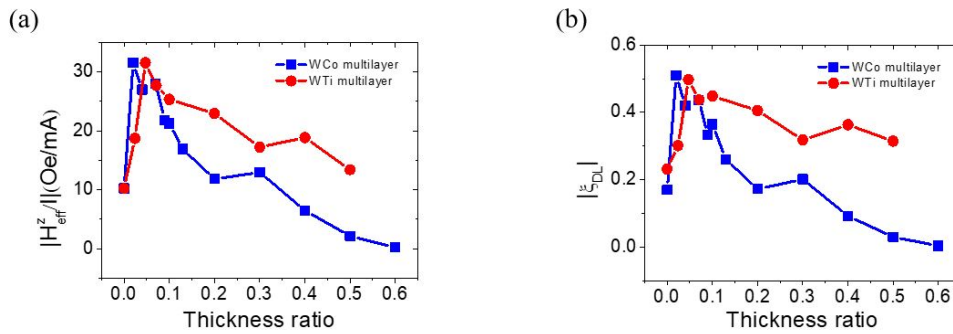 (a)
30
20
10
0
|H^z_eff/I|(Oe/mA)
WCo multilayer
WTi multilayer
0.0 0.1 0.2 0.3 0.4 0.5 0.6
Thickness ratio
(b)
0.6
0.4
0.2
0.0
|ξ_DL|
WCo multilayer
WTi multilayer
0.0 0.1 0.2 0.3 0.4 0.5 0.6
Thickness ratio